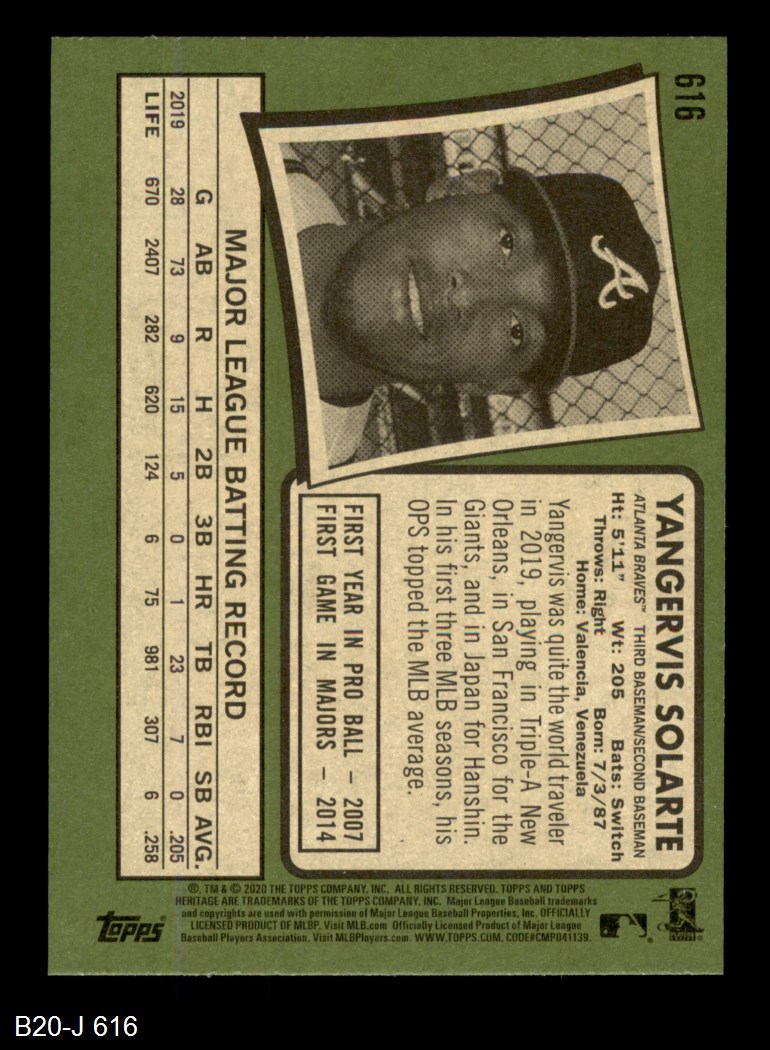 616
YANGERVIS SOLARTE
ATLANTA BRAVES™ THIRD BASEMAN/SECOND BASEMAN
Ht: 5'11" Wt: 205 Bats: Switch
Throws: Right Born: 7/3/87
Home: Valencia, Venezuela
Yangervis was quite the world traveler
in 2019, playing in Triple-A New
Orleans, in San Francisco for the
Giants, and in Japan for Hanshin.
In his first three MLB seasons, his
OPS topped the MLB average.
FIRST YEAR IN PRO BALL – 2007
FIRST GAME IN MAJORS – 2014
A
MAJOR LEAGUE BATTING RECORD
G AB R H 2B 3B HR TB RBI SB AVG.
2019 28 73 9 15 5 0 1 23 7 0 .205
LIFE 670 2407 282 620 124 6 75 981 307 6 .258
®, TM & © 2020 THE TOPPS COMPANY, INC. ALL RIGHTS RESERVED. TOPPS AND TOPPS
HERITAGE ARE TRADEMARKS OF THE TOPPS COMPANY, INC. Major League Baseball trademarks
and copyrights are used with permission of Major League Baseball Properties, Inc. OFFICIALLY
LICENSED PRODUCT OF MLBP. Visit MLB.com Officially Licensed Product of Major League
Baseball Players Association. Visit MLBPlayers.com. WWW.TOPPS.COM. CODE#CMP041139.
Topps®
B20-J 616